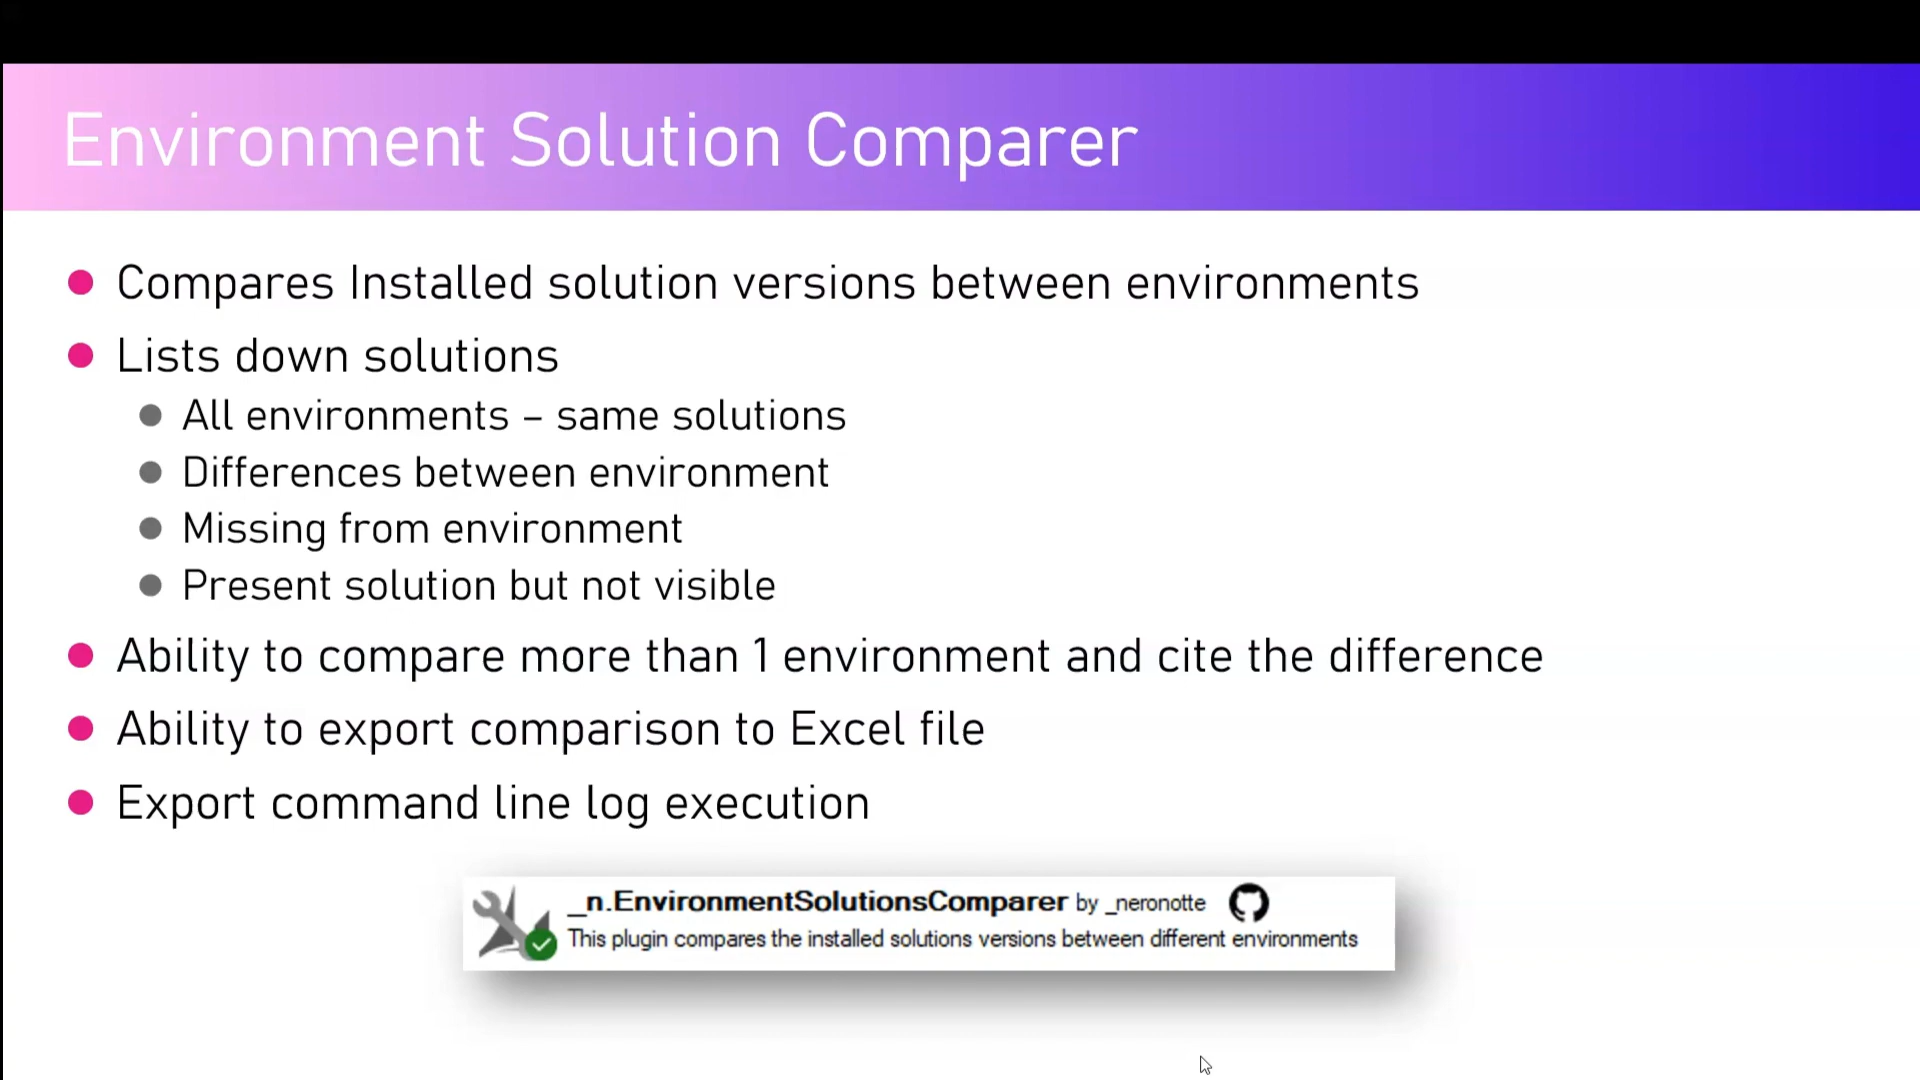 Environment Solution Comparer
Compares Installed solution versions between environments
Lists down solutions
All environments – same solutions
Differences between environment
Missing from environment
Present solution but not visible
Ability to compare more than 1 environment and cite the difference
Ability to export comparison to Excel file
Export command line log execution
_n.EnvironmentSolutionsComparer by _neronotte
This plugin compares the installed solutions versions between different environments